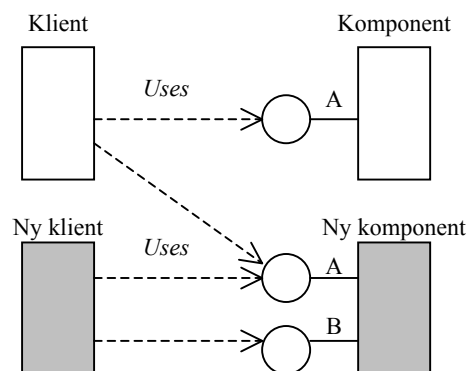 Klient Komponent
Uses A
Ny klient Ny komponent
Uses A
B